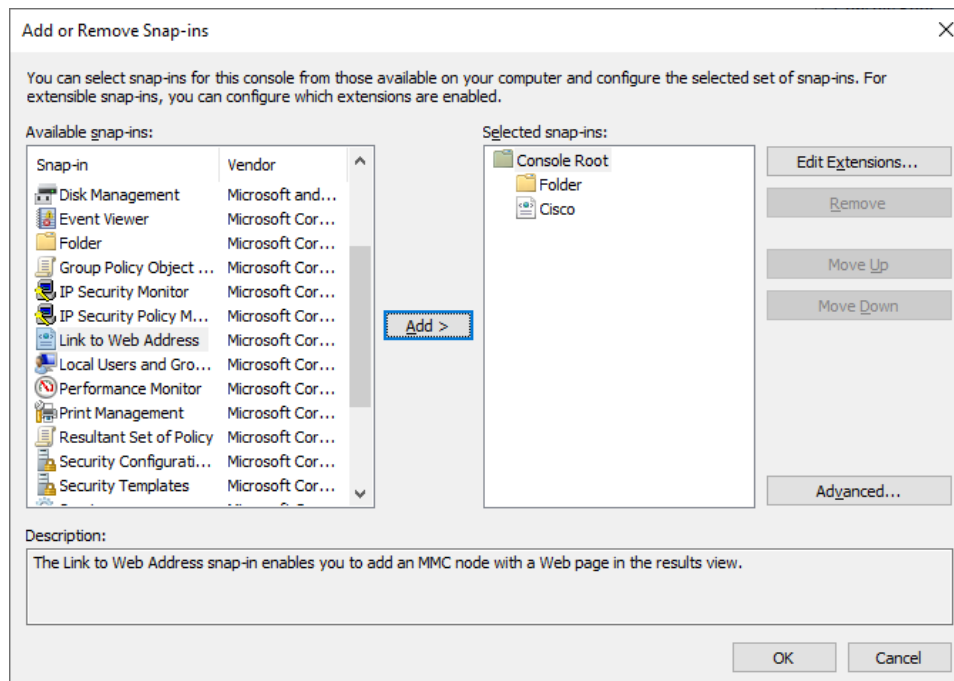 Add or Remove Snap-ins
You can select snap-ins for this console from those available on your computer and configure the selected set of snap-ins. For
extensible snap-ins, you can configure which extensions are enabled.
Available snap-ins:
Selected snap-ins:
Snap-in Vendor
Disk Management Microsoft and...
Event Viewer Microsoft Cor...
Folder Microsoft Cor...
Group Policy Object ... Microsoft Cor...
IP Security Monitor Microsoft Cor...
IP Security Policy M... Microsoft Cor...
Link to Web Address Microsoft Cor...
Local Users and Gro... Microsoft Cor...
Performance Monitor Microsoft Cor...
Print Management Microsoft Cor...
Resultant Set of Policy Microsoft Cor...
Security Configurati... Microsoft Cor...
Security Templates Microsoft Cor...
Add >
Console Root
Folder
Cisco
Edit Extensions...
Remove
Move Up
Move Down
Advanced...
Description:
The Link to Web Address snap-in enables you to add an MMC node with a Web page in the results view.
OK
Cancel